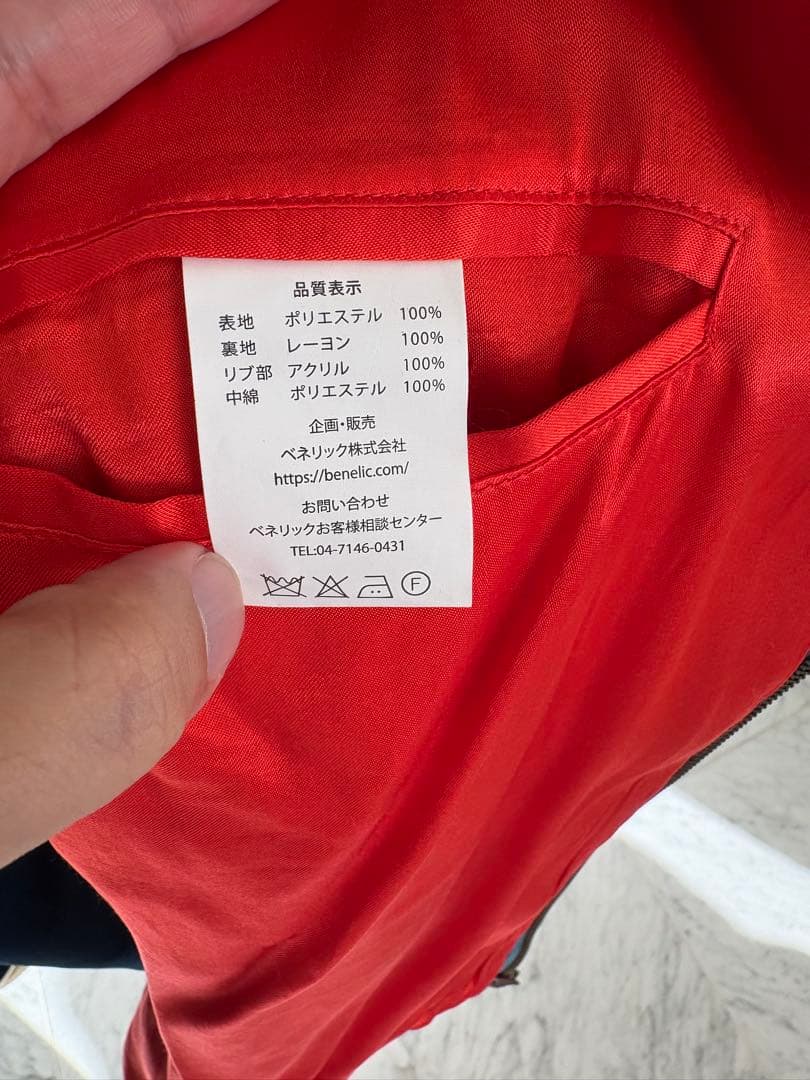 品質表示
表地 ポリエステル 100%
裏地 レーヨン 100%
リブ部 アクリル 100%
中綿 ポリエステル 100%
企画・販売
ベネリック株式会社
https://benelic.com/
お問い合わせ
ベネリックお客様相談センター
TEL:04-7146-0431
F